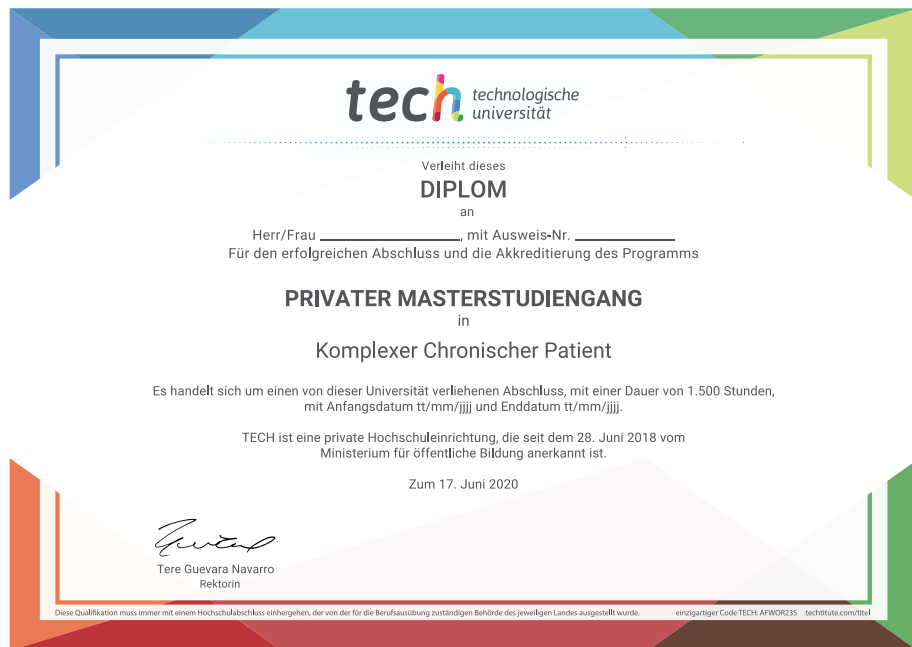 tech technologische
universität
Verleiht dieses
DIPLOM
an
Herr/Frau ____________________, mit Ausweis-Nr. ______________
Für den erfolgreichen Abschluss und die Akkreditierung des Programms
PRIVATER MASTERSTUDIENGANG
in
Komplexer Chronischer Patient
Es handelt sich um einen von dieser Universität verliehenen Abschluss, mit einer Dauer von 1.500 Stunden,
mit Anfangsdatum tt/mm/jjjj und Enddatum tt/mm/jjjj.
TECH ist eine private Hochschuleinrichtung, die seit dem 28. Juni 2018 vom
Ministerium für öffentliche Bildung anerkannt ist.
Zum 17. Juni 2020
Tere Guevara Navarro
Rektorin
Diese Qualifikation muss immer mit einem Hochschulabschluss einhergehen, der von der für die Berufsausübung zuständigen Behörde des jeweiligen Landes ausgestellt wurde. einzigartiger Code TECH: AFWOR23S techtitute.com/titel